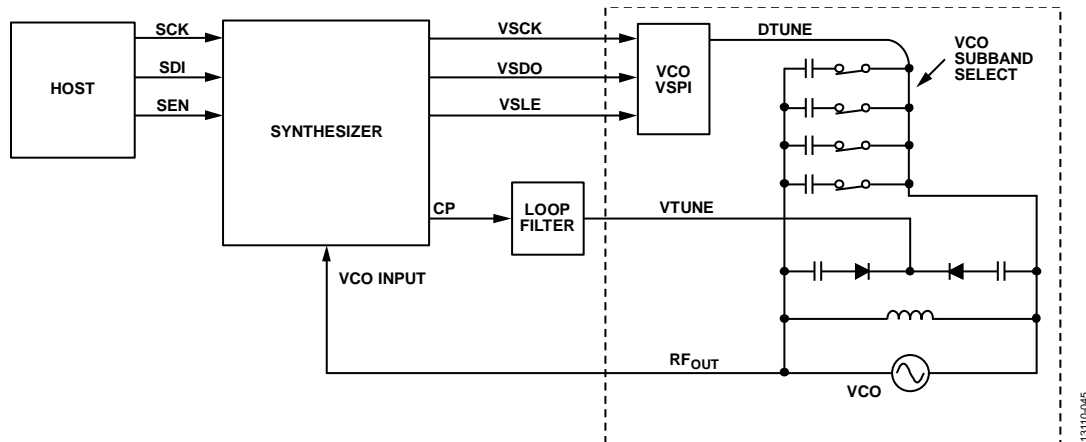 HOST
SCK
SDI
SEN
SYNTHESIZER
VSCK
VSDO
VSLE
VCO
VSPI
DTUNE
VCO
SUBBAND
SELECT
CP
LOOP
FILTER
VTUNE
VCO INPUT
RFOUT
VCO
13110-045